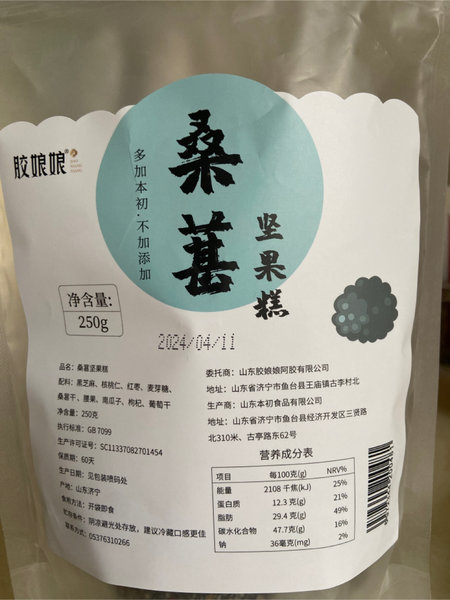 胶娘娘®
多加本初·不加添加
桑葚
坚果糕
净含量:
250g
2024/04/11
品名：桑葚坚果糕
配料：黑芝麻、核桃仁、红枣、麦芽糖、
桑葚干、腰果、南瓜子、枸杞、葡萄干
净含量：250克
执行标准：GB 7099
生产许可证号：SC11337082701454
保质期：60天
生产日期：见包装喷码处
产地：山东济宁
食用方法：开袋即食
贮存条件：阴凉避光处存放，建议冷藏口感更佳
联系方式：05376310266
委托商：山东胶娘娘阿胶有限公司
地址：山东省济宁市鱼台县王庙镇古李村北
生产商：山东本初食品有限公司
地址：山东省济宁市鱼台县经济开发区三贤路
北310米、古亭路东62号
营养成分表
项目 每100克(g) NRV%
能量 2108 千焦(kJ) 25%
蛋白质 12.3 克(g) 21%
脂肪 29.4 克(g) 49%
碳水化合物 47.7克(g) 16%
钠 36毫克(mg) 2%